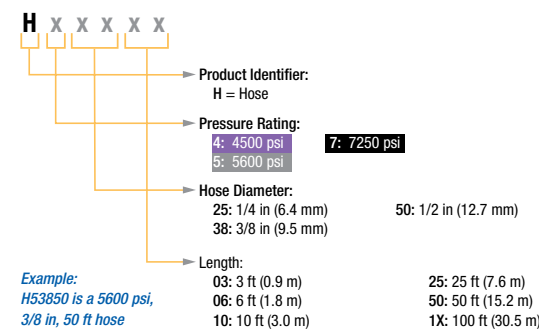 H x x x x x
Product Identifier:
H = Hose
Pressure Rating:
4: 4500 psi 7: 7250 psi
5: 5600 psi
Hose Diameter:
25: 1/4 in (6.4 mm) 50: 1/2 in (12.7 mm)
38: 3/8 in (9.5 mm)
Length:
03: 3 ft (0.9 m) 25: 25 ft (7.6 m)
06: 6 ft (1.8 m) 50: 50 ft (15.2 m)
10: 10 ft (3.0 m) 1X: 100 ft (30.5 m)
Example:
H53850 is a 5600 psi,
3/8 in, 50 ft hose